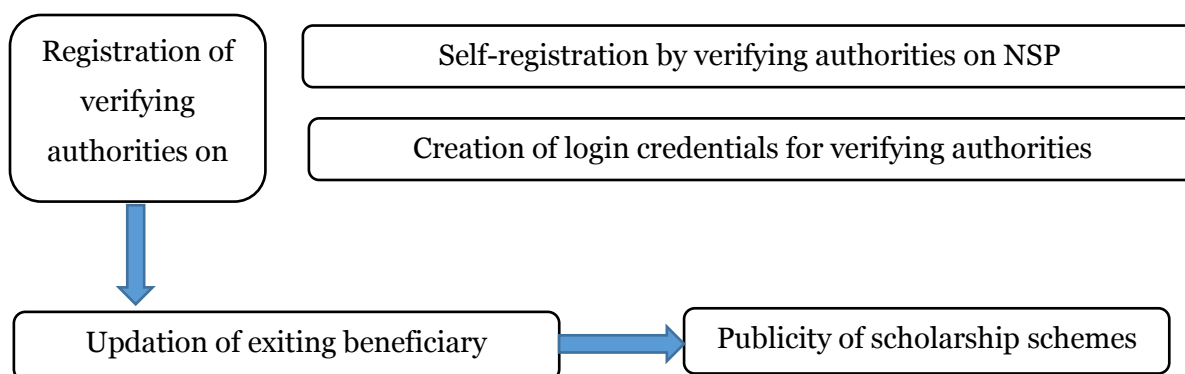 Registration of
verifying
authorities on
Self-registration by verifying authorities on NSP
Creation of login credentials for verifying authorities
Updation of exiting beneficiary
Publicity of scholarship schemes